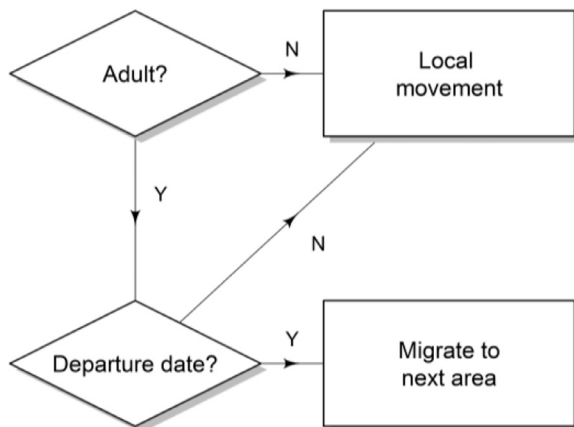 Adult?
N
Local
movement
Y
N
Departure date?
Y
Migrate to
next area